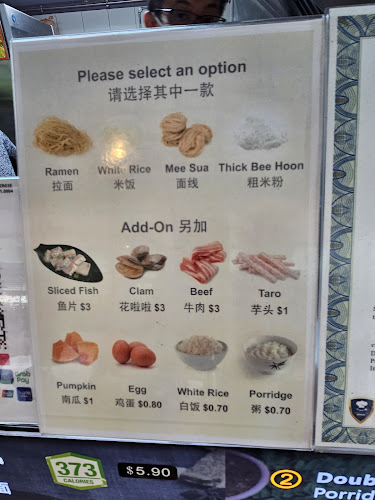 Please select an option
请选择其中一款
Ramen White Rice Mee Sua Thick Bee Hoon
拉面 米饭 面线 粗米粉
Add-On 另加
Sliced Fish Clam Beef Taro
鱼片 $3 花啦啦 $3 牛肉 $3 芋头 $1
Pumpkin Egg White Rice Porridge
南瓜 $1 鸡蛋 $0.80 白饭 $0.70 粥 $0.70
Grab
Pay
373
CALORIES
$5.90
2 Doub
Porrid